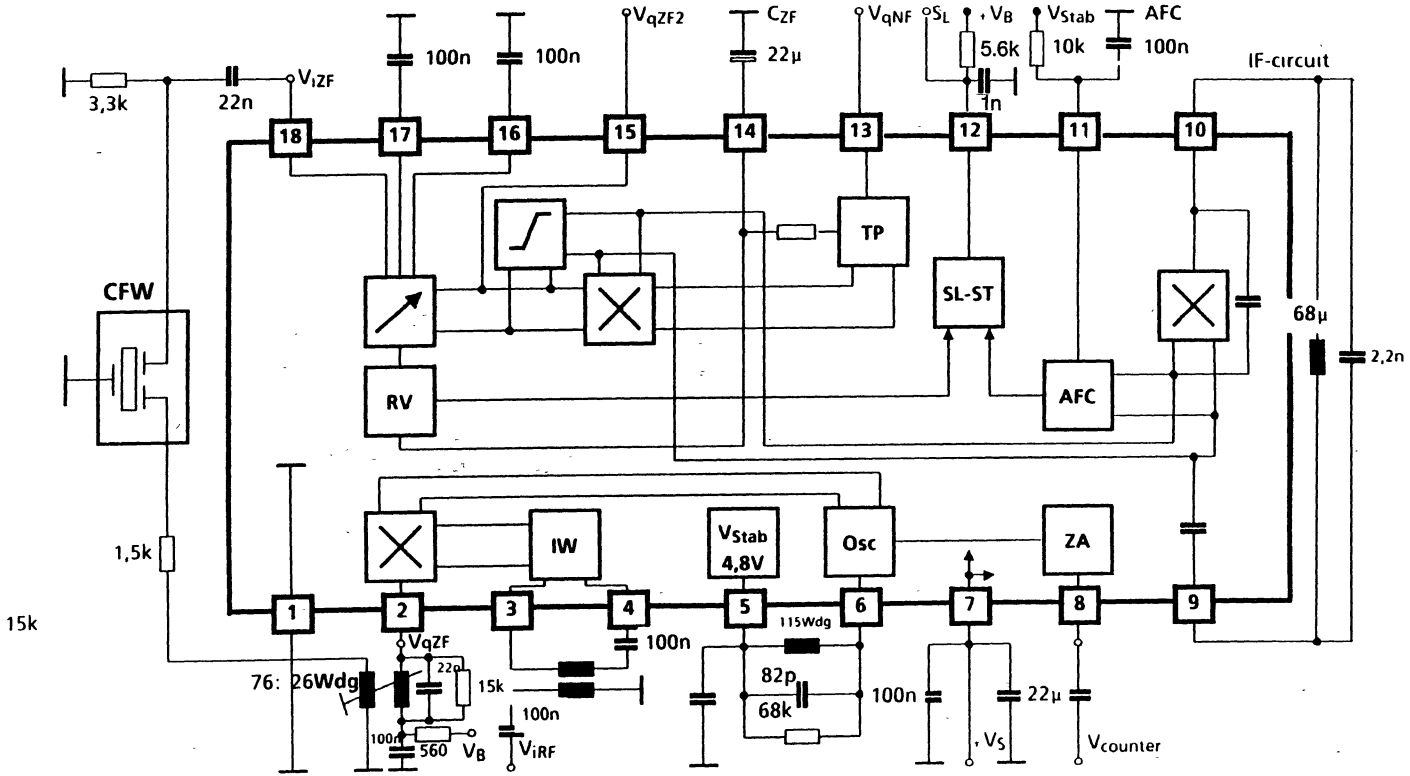 VqZF2
CZF
VqNF
SL
+VB
VStab
AFC
100n
100n
22µ
5.6k
10k
100n
3,3k
22n
ViZF
1n
IF-circuit
18
17
16
15
14
13
12
11
10
TP
CFW
SL-ST
68µ
2,2n
RV
AFC
1,5k
IW
VStab
4,8V
Osc
ZA
15k
1
2
3
4
5
6
7
8
9
VqZF
100n
115Wdg
76: 26Wdg
22n
15k
82p
100n
22µ
68k
100n
100n
560
VB
ViRF
+VS
Vcounter